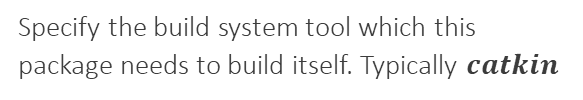 Specify the build system tool which this
package needs to build itself. Typically catkin